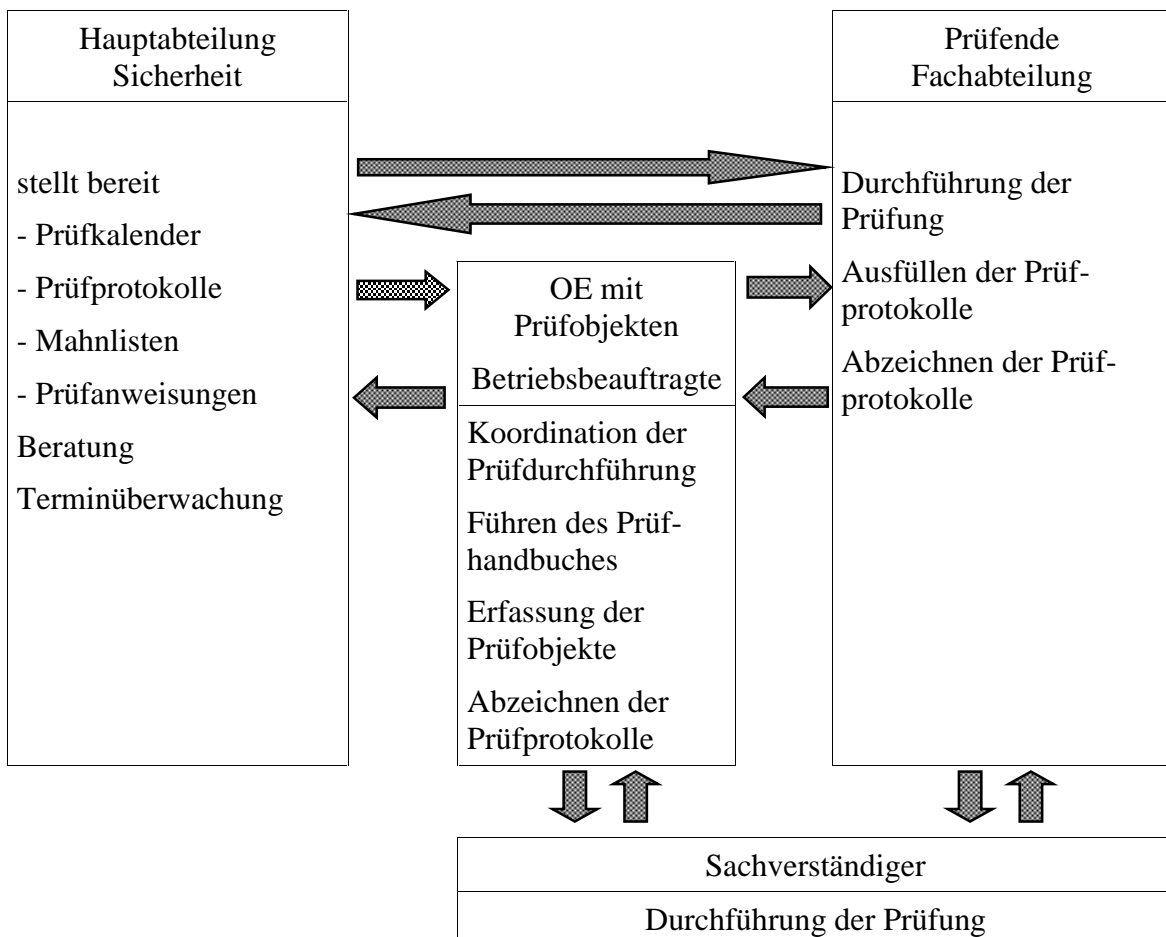 Hauptabteilung
Sicherheit
stellt bereit
- Prüfkalender
- Prüfprotokolle
- Mahnlisten
- Prüfanweisungen
Beratung
Terminüberwachung
OE mit
Prüfobjekten
Betriebsbeauftragte
Koordination der
Prüfdurchführung
Führen des Prüf-
handbuches
Erfassung der
Prüfobjekte
Abzeichnen der
Prüfprotokolle
Prüfende
Fachabteilung
Durchführung der
Prüfung
Ausfüllen der Prüf-
protokolle
Abzeichnen der Prüf-
protokolle
Sachverständiger
Durchführung der Prüfung